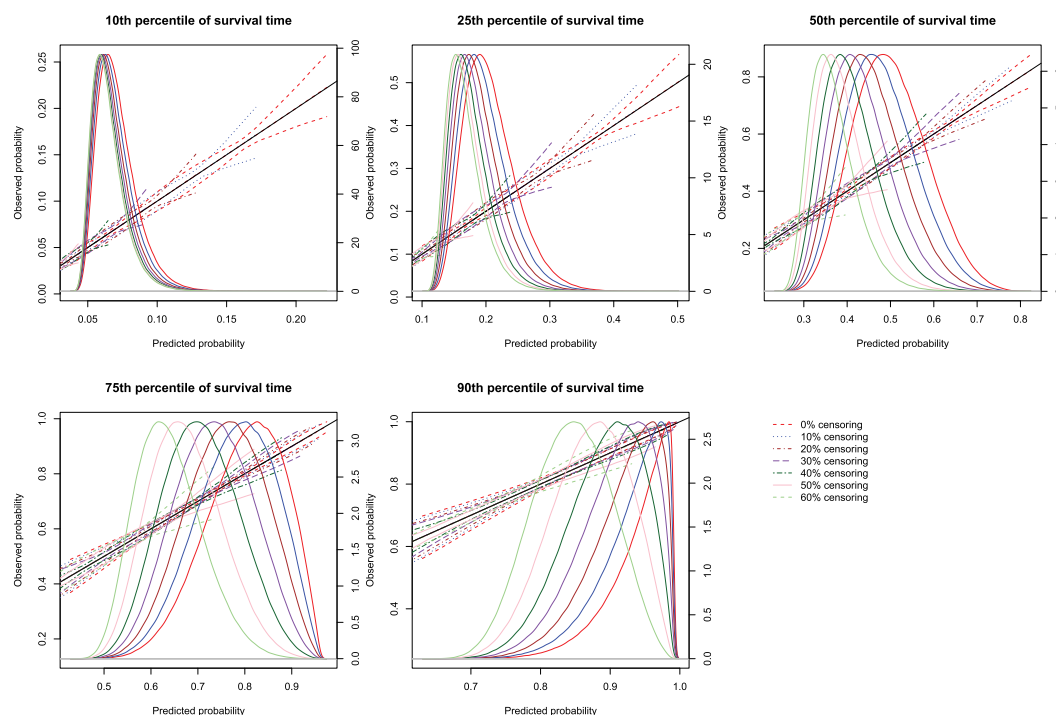 10th percentile of survival time
25th percentile of survival time
50th percentile of survival time
Observed probability
0.00 0.05 0.10 0.15 0.20 0.25
0 20 40 60 80 100
0.05 0.10 0.15 0.20
Predicted probability
Observed probability
0.0 0.1 0.2 0.3 0.4 0.5
0 5 10 15 20
0.1 0.2 0.3 0.4 0.5
Predicted probability
Observed probability
0.2 0.4 0.6 0.8
0.3 0.4 0.5 0.6 0.7 0.8
Predicted probability
75th percentile of survival time
90th percentile of survival time
Observed probability
0.2 0.4 0.6 0.8 1.0
0.0 0.5 1.0 1.5 2.0 2.5 3.0
0.5 0.6 0.7 0.8 0.9
Predicted probability
Observed probability
0.4 0.6 0.8 1.0
0.0 0.5 1.0 1.5 2.0 2.5
0.7 0.8 0.9 1.0
Predicted probability
0% censoring
10% censoring
20% censoring
30% censoring
40% censoring
50% censoring
60% censoring